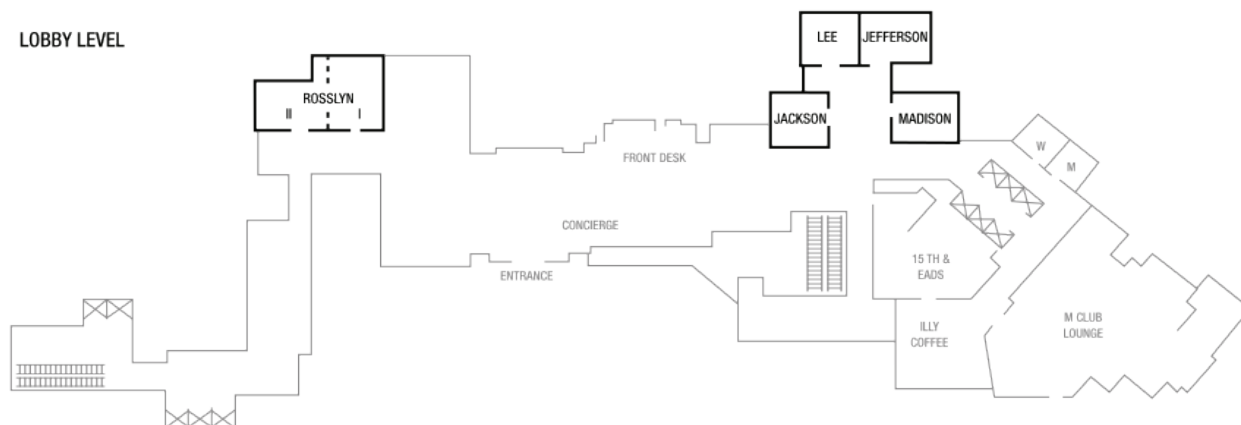 LOBBY LEVEL
LEE
JEFFERSON
ROSSLYN
II
I
JACKSON
MADISON
FRONT DESK
W
M
CONCIERGE
ENTRANCE
15 TH &
EADS
ILLY
COFFEE
M CLUB
LOUNGE